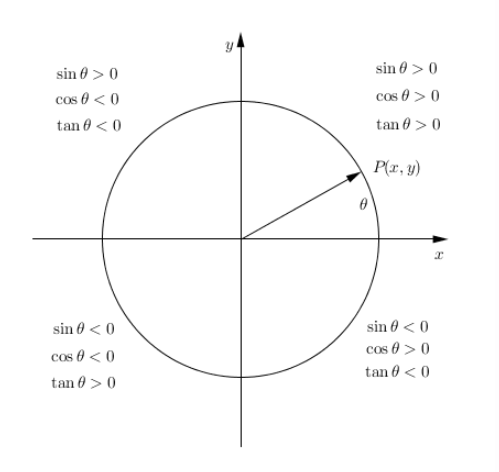 y
sin θ > 0
cos θ < 0
tan θ < 0
sin θ > 0
cos θ > 0
tan θ > 0
P(x, y)
θ
x
sin θ < 0
cos θ < 0
tan θ > 0
sin θ < 0
cos θ > 0
tan θ < 0